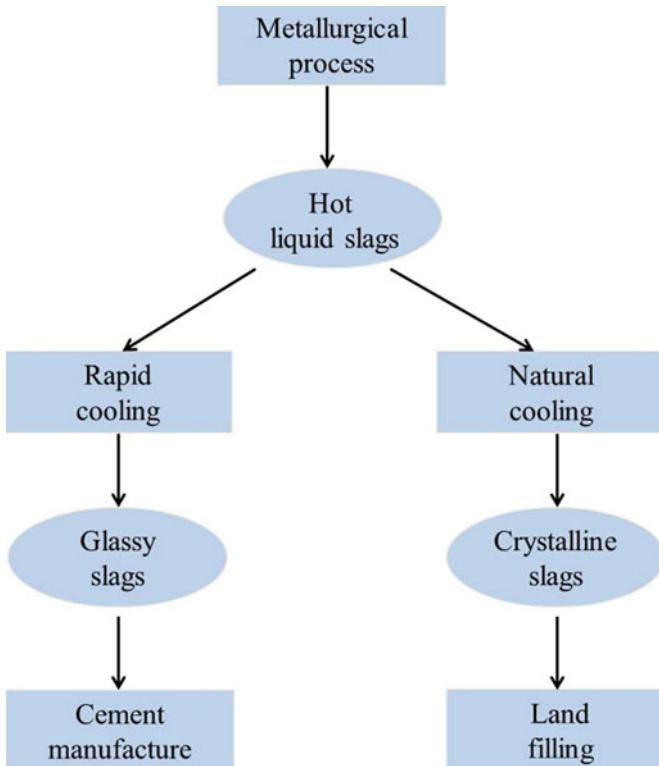 Metallurgical
process
Hot
liquid slags
Rapid
cooling
Natural
cooling
Glassy
slags
Crystalline
slags
Cement
manufacture
Land
filling